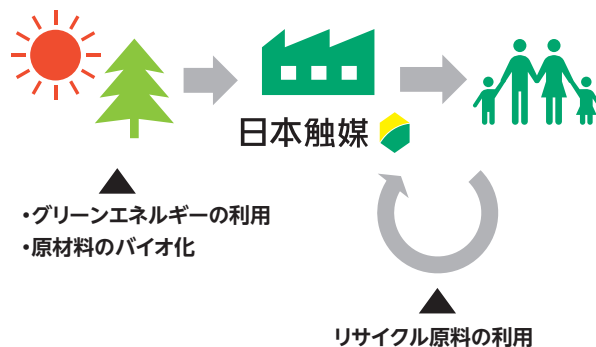 日本触媒
・グリーンエネルギーの利用
・原材料のバイオ化
リサイクル原料の利用